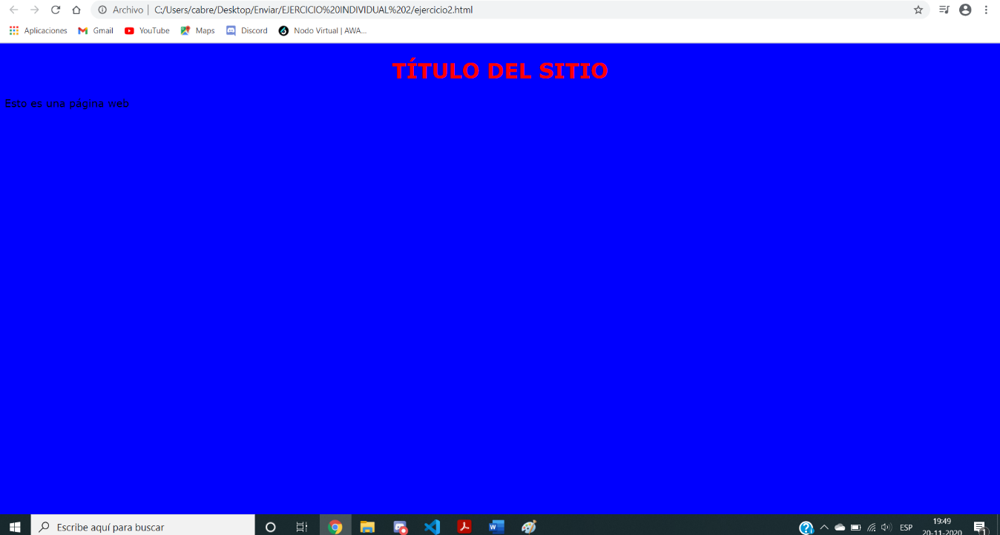 Archivo | C:/Users/cabre/Desktop/Enviar/EJERCICIO%20INDIVIDUAL%202/ejercicio2.html
Aplicaciones Gmail YouTube Maps Discord Nodo Virtual | AWA...
TÍTULO DEL SITIO
Esto es una página web
Escribe aquí para buscar
ESP
19:49
20-11-2020
1